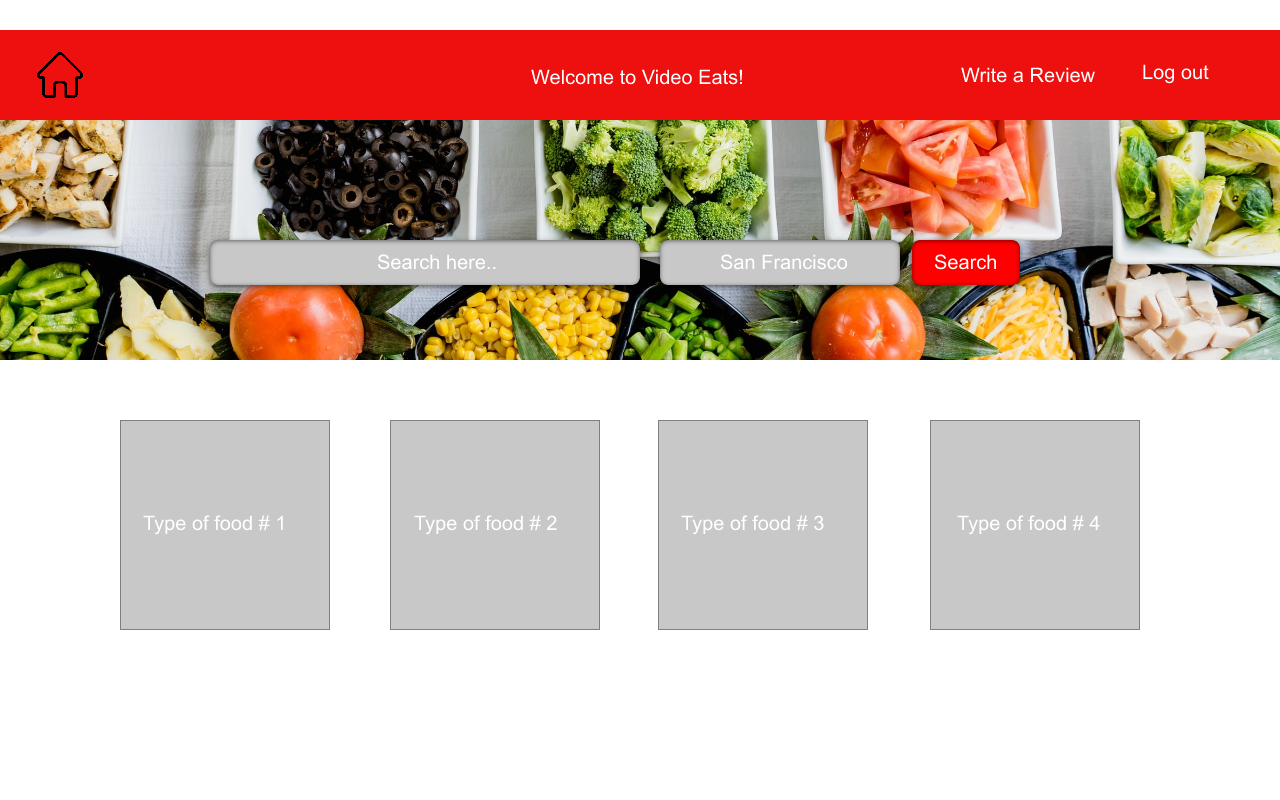 Welcome to Video Eats!
Write a Review
Log out
Search here..
San Francisco
Search
Type of food # 1
Type of food # 2
Type of food # 3
Type of food # 4